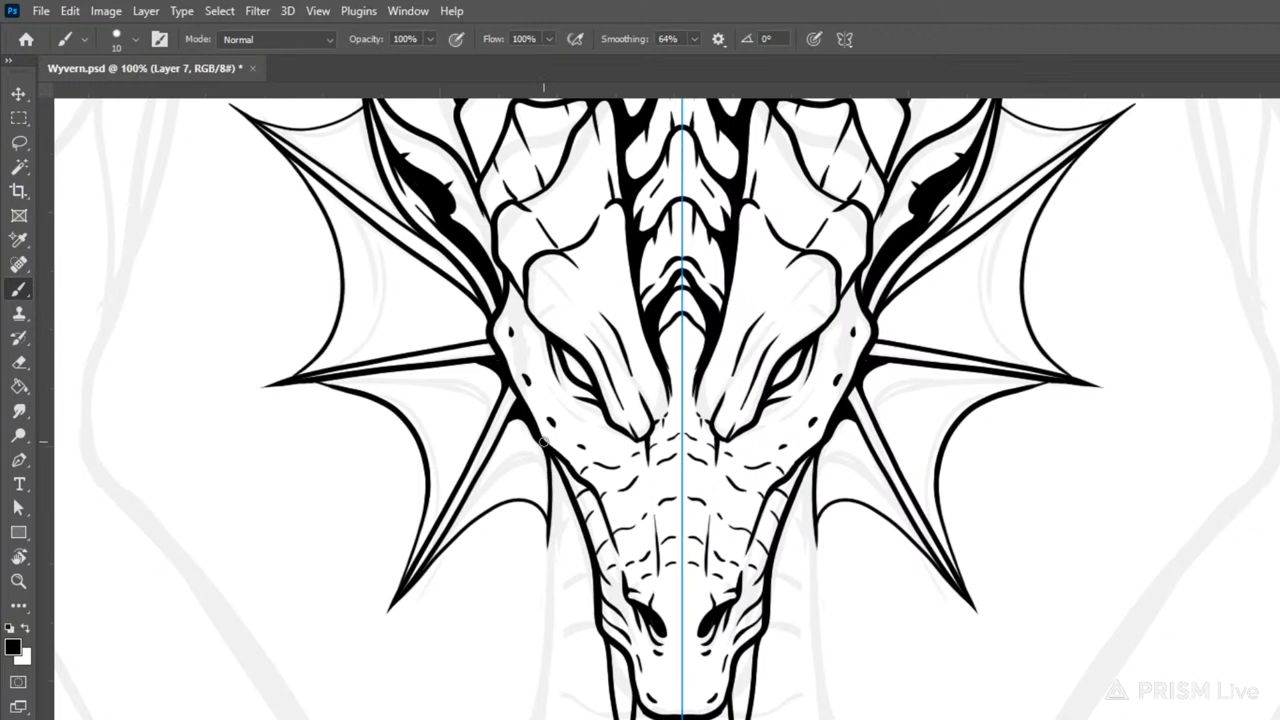 Ps File Edit Image Layer Type Select Filter 3D View Plugins Window Help
10 Mode: Normal Opacity: 100% Flow: 100% Smoothing: 64% 0°
Wyvern.psd @ 100% (Layer 7, RGB/8#) *
T
PRISM Live